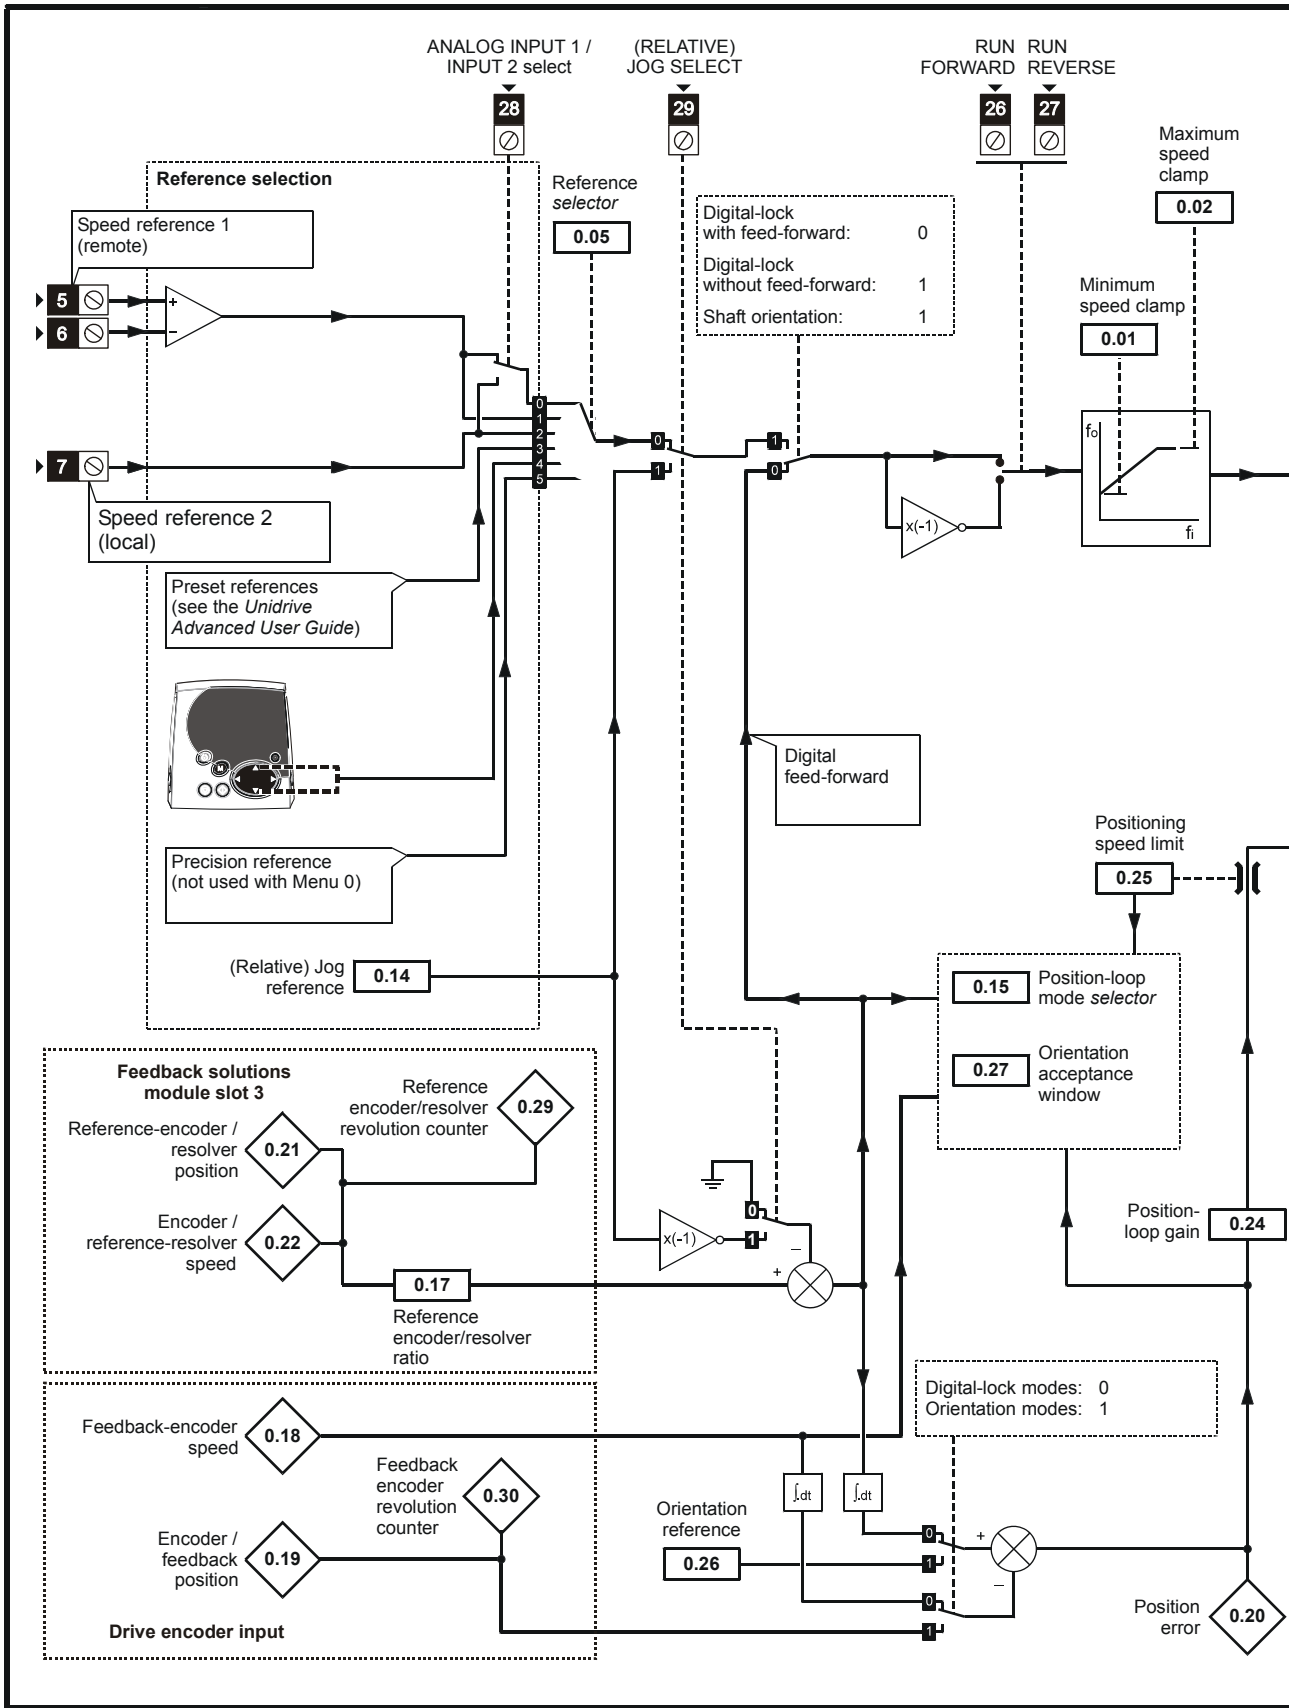 ANALOG INPUT 1 /
INPUT 2 select
(RELATIVE)
JOG SELECT
RUN
FORWARD
RUN
REVERSE
28
29
26
27
Maximum
speed
clamp
0.02
Reference selection
Reference
selector
0.05
Speed reference 1
(remote)
Digital-lock
with feed-forward: 0
Digital-lock
without feed-forward: 1
Shaft orientation: 1
Minimum
speed clamp
0.01
5
6
+
−
0
1
2
3
4
5
0
1
1
0
fo
fi
7
Speed reference 2
(local)
x(-1)
Preset references
(see the Unidrive
Advanced User Guide)
M
Digital
feed-forward
Precision reference
(not used with Menu 0)
Positioning
speed limit
0.25
(Relative) Jog
reference
0.14
0.15
Position-loop
mode selector
0.27
Orientation
acceptance
window
Feedback solutions
module slot 3
Reference
encoder/resolver
revolution counter
0.29
Reference-encoder /
resolver
position
0.21
Encoder /
reference-resolver
speed
0.22
x(-1)
0
1
−
+
Position-
loop gain
0.24
0.17
Reference
encoder/resolver
ratio
Digital-lock modes: 0
Orientation modes: 1
Feedback-encoder
speed
0.18
Feedback
encoder
revolution
counter
0.30
∫.dt
∫.dt
Orientation
reference
0.26
0
1
+
−
Encoder /
feedback
position
0.19
0
1
Position
error
0.20
Drive encoder input